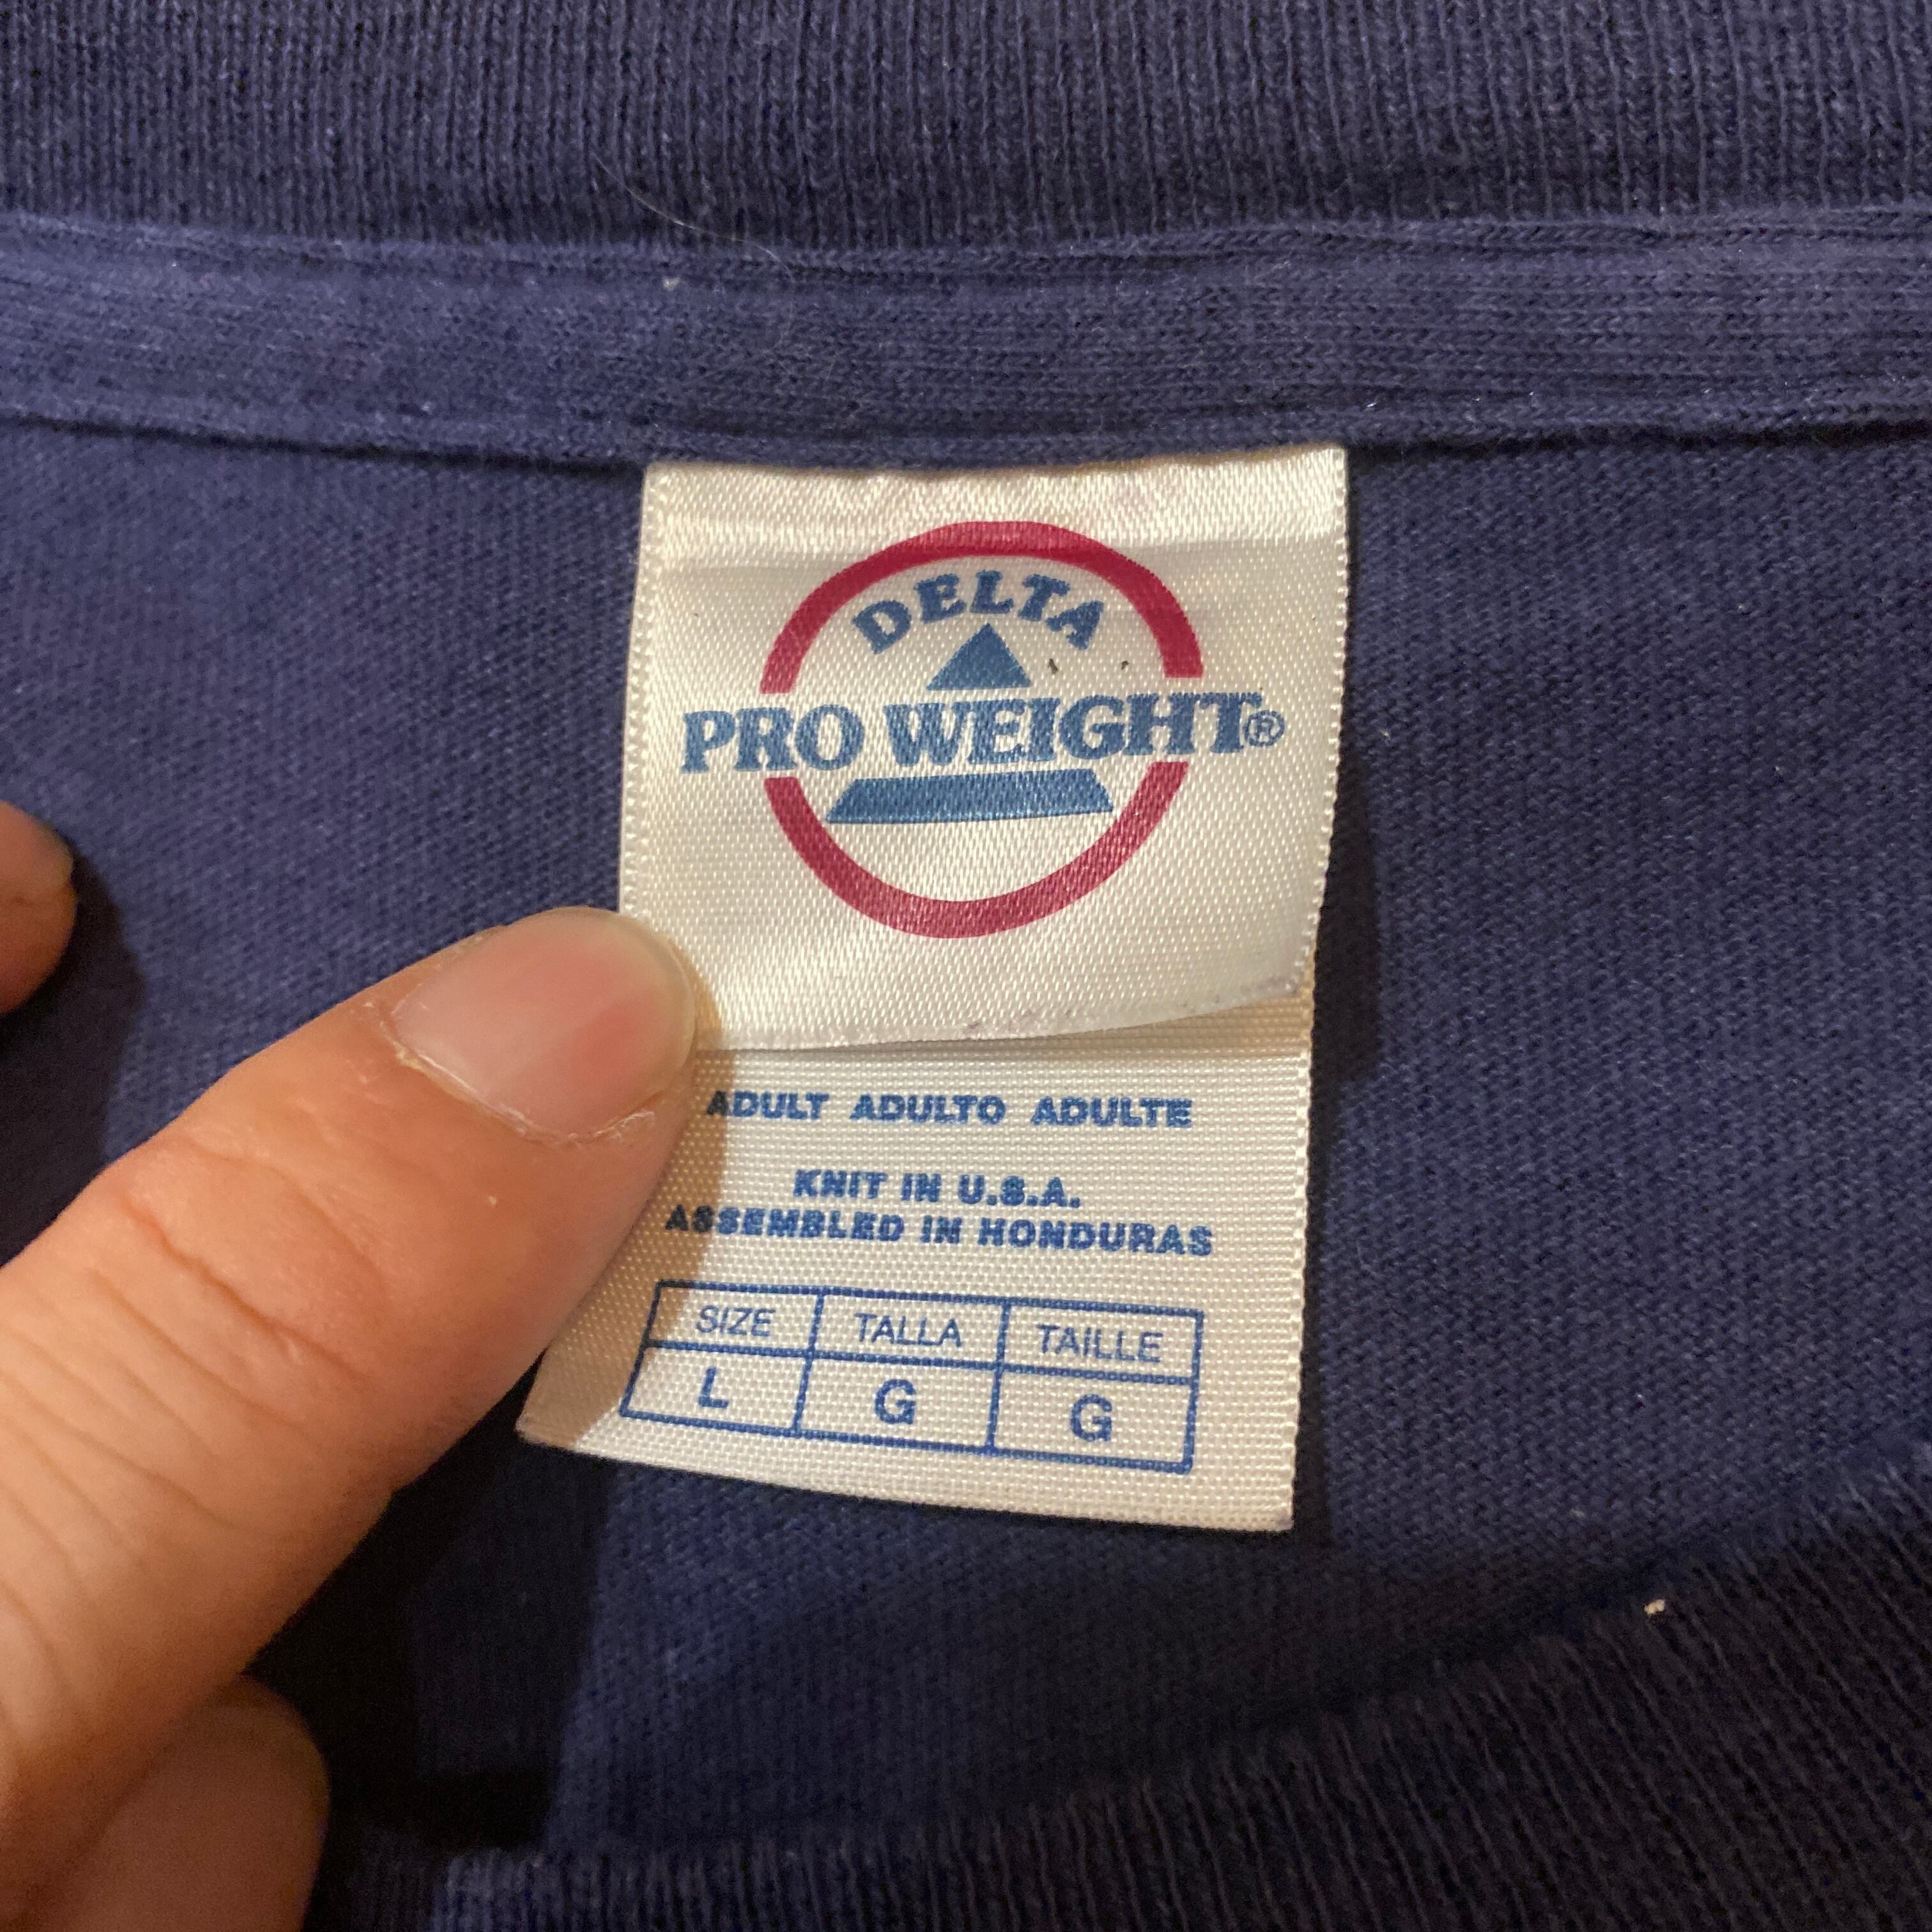 DELTA
PRO WEIGHT®
ADULT ADULTO ADULTE
KNIT IN U.S.A.
ASSEMBLED IN HONDURAS
SIZE TALLA TAILLE
L G G